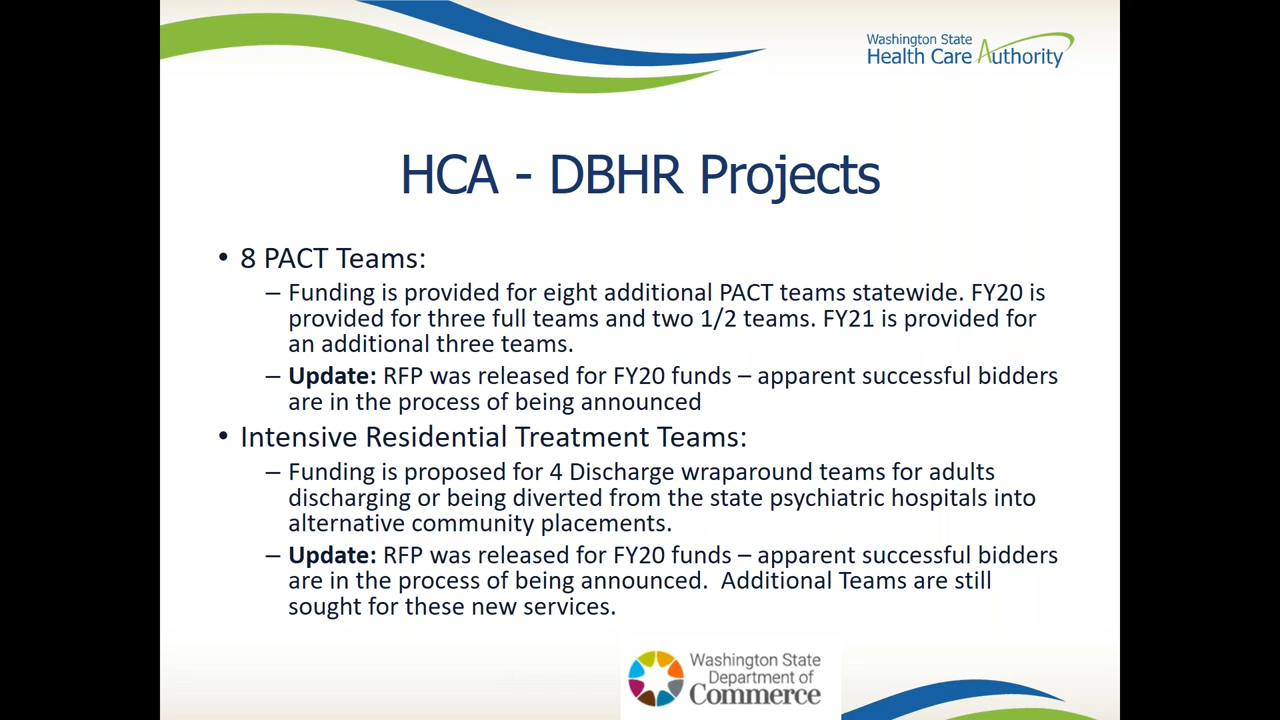 Washington State
Health Care Authority
HCA - DBHR Projects
• 8 PACT Teams:
– Funding is provided for eight additional PACT teams statewide. FY20 is
provided for three full teams and two 1/2 teams. FY21 is provided for
an additional three teams.
– Update: RFP was released for FY20 funds – apparent successful bidders
are in the process of being announced
• Intensive Residential Treatment Teams:
– Funding is proposed for 4 Discharge wraparound teams for adults
discharging or being diverted from the state psychiatric hospitals into
alternative community placements.
– Update: RFP was released for FY20 funds – apparent successful bidders
are in the process of being announced.  Additional Teams are still
sought for these new services.
Washington State
Department of
Commerce